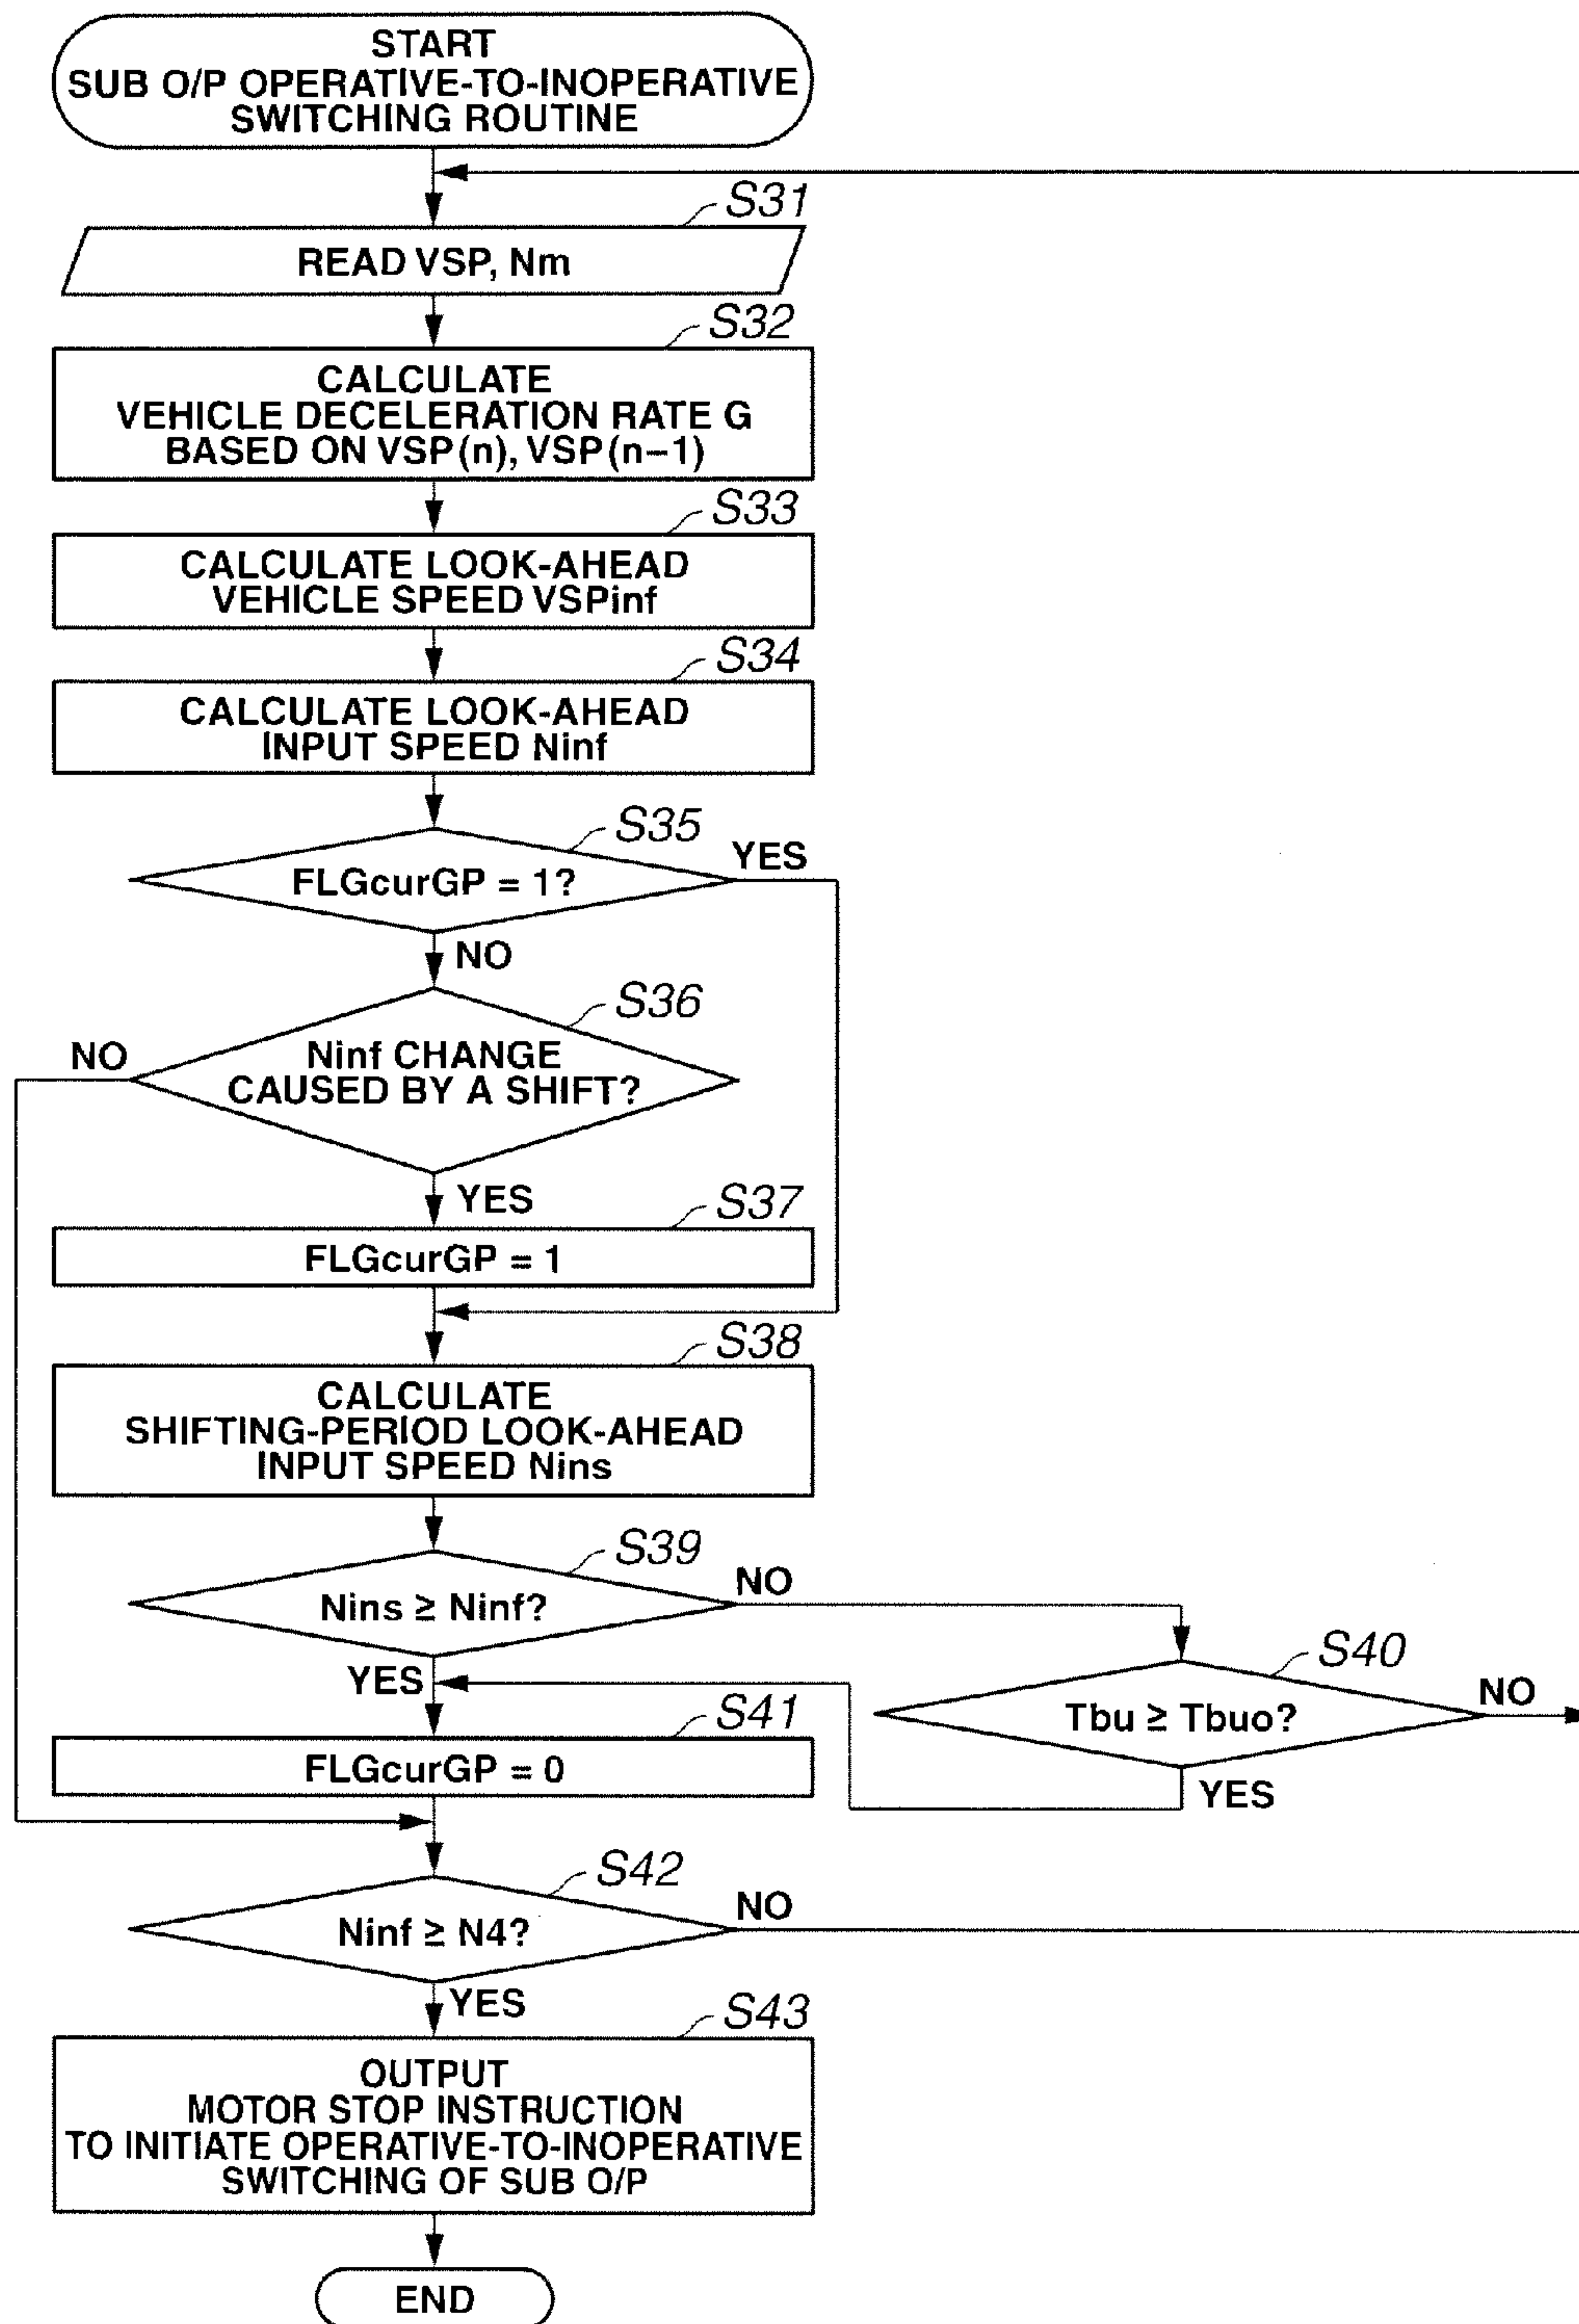 START
SUB O/P OPERATIVE-TO-INOPERATIVE
SWITCHING ROUTINE
S31
READ VSP, Nm
S32
CALCULATE
VEHICLE DECELERATION RATE G
BASED ON VSP(n), VSP(n–1)
S33
CALCULATE LOOK-AHEAD
VEHICLE SPEED VSPinf
S34
CALCULATE LOOK-AHEAD
INPUT SPEED Ninf
S35
FLGcurGP = 1?
YES
NO
S36
Ninf CHANGE
CAUSED BY A SHIFT?
NO
YES
S37
FLGcurGP = 1
S38
CALCULATE
SHIFTING-PERIOD LOOK-AHEAD
INPUT SPEED Nins
S39
Nins ≥ Ninf?
NO
YES
S40
Tbu ≥ Tbuo?
NO
YES
S41
FLGcurGP = 0
S42
Ninf ≥ N4?
NO
YES
S43
OUTPUT
MOTOR STOP INSTRUCTION
TO INITIATE OPERATIVE-TO-INOPERATIVE
SWITCHING OF SUB O/P
END